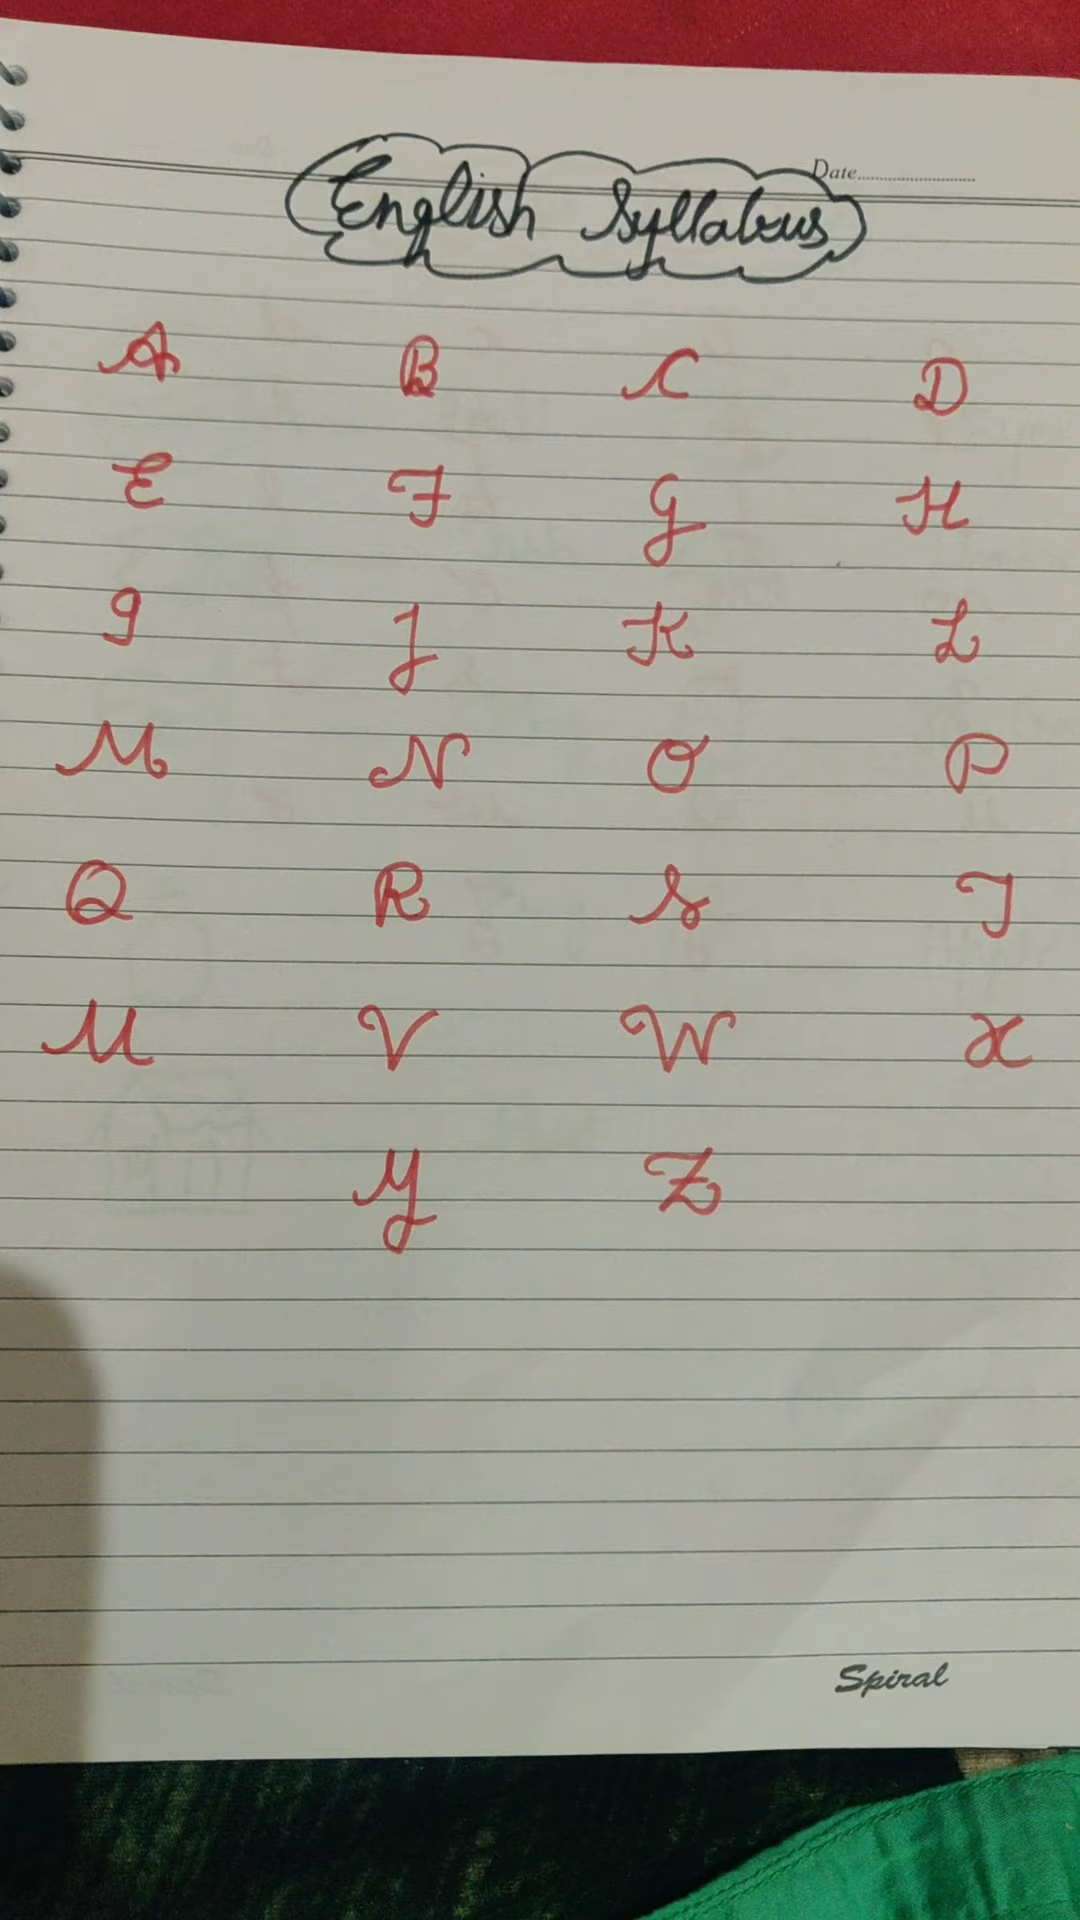 Date
English Syllabus
A B C D
E F G H
I J K L
M N O P
Q R S T
U V W X
Y Z
Spiral